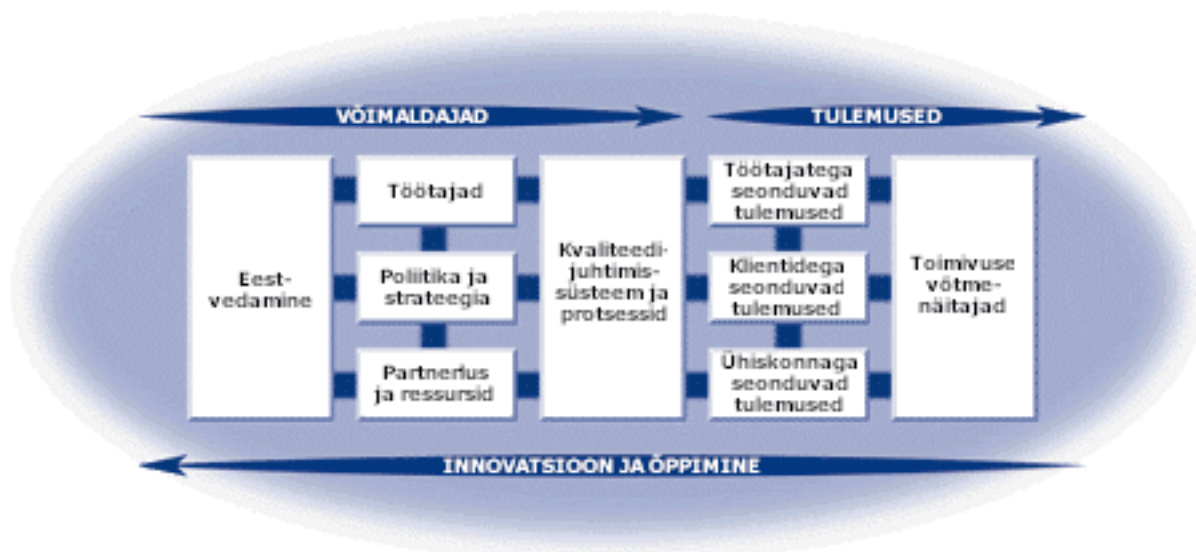 VÕIMALDAJAD
TULEMUSED
Eest-
vedamine
Töötajad
Poliitika ja
strateegia
Partnerlus
ja ressursid
Kvaliteedi-
juhtimis-
süsteem ja
protsessid
Töötajatega
seonduvad
tulemused
Klientidega
seonduvad
tulemused
Ühiskonnaga
seonduvad
tulemused
Toimivuse
võtme-
näitajad
INNOVATSIOON JA ÕPPIMINE